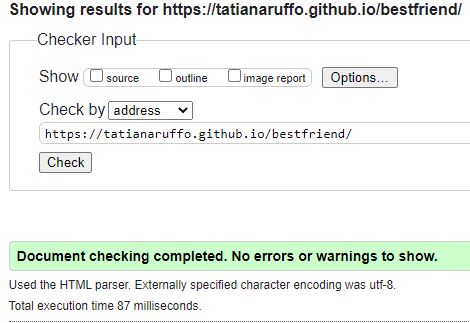 Showing results for https://tatianaruffo.github.io/bestfriend/
Checker Input
Show source outline image report Options...
Check by address
https://tatianaruffo.github.io/bestfriend/
Check
Document checking completed. No errors or warnings to show.
Used the HTML parser. Externally specified character encoding was utf-8.
Total execution time 87 milliseconds.